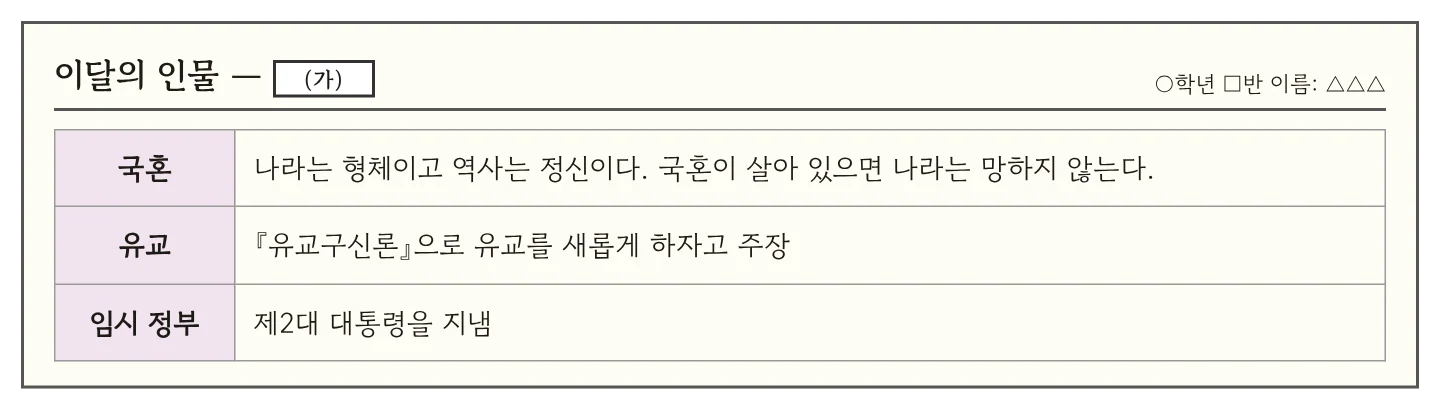 이달의 인물 — (가)
○학년 □반 이름: △△△
국혼 나라는 형체이고 역사는 정신이다. 국혼이 살아 있으면 나라는 망하지 않는다.
유교 『유교구신론』으로 유교를 새롭게 하자고 주장
임시 정부 제2대 대통령을 지냄